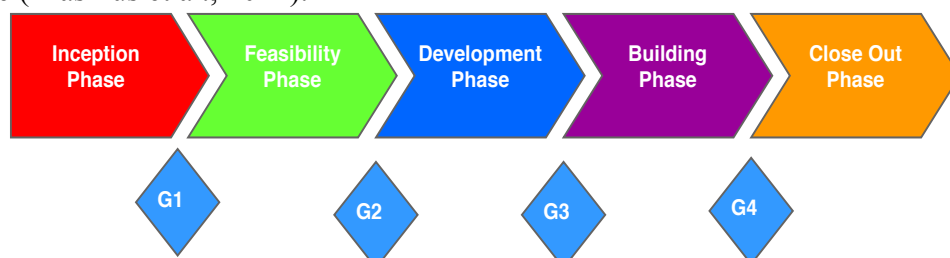 Inception
Phase
Feasibility
Phase
Development
Phase
Building
Phase
Close Out
Phase
G1
G2
G3
G4